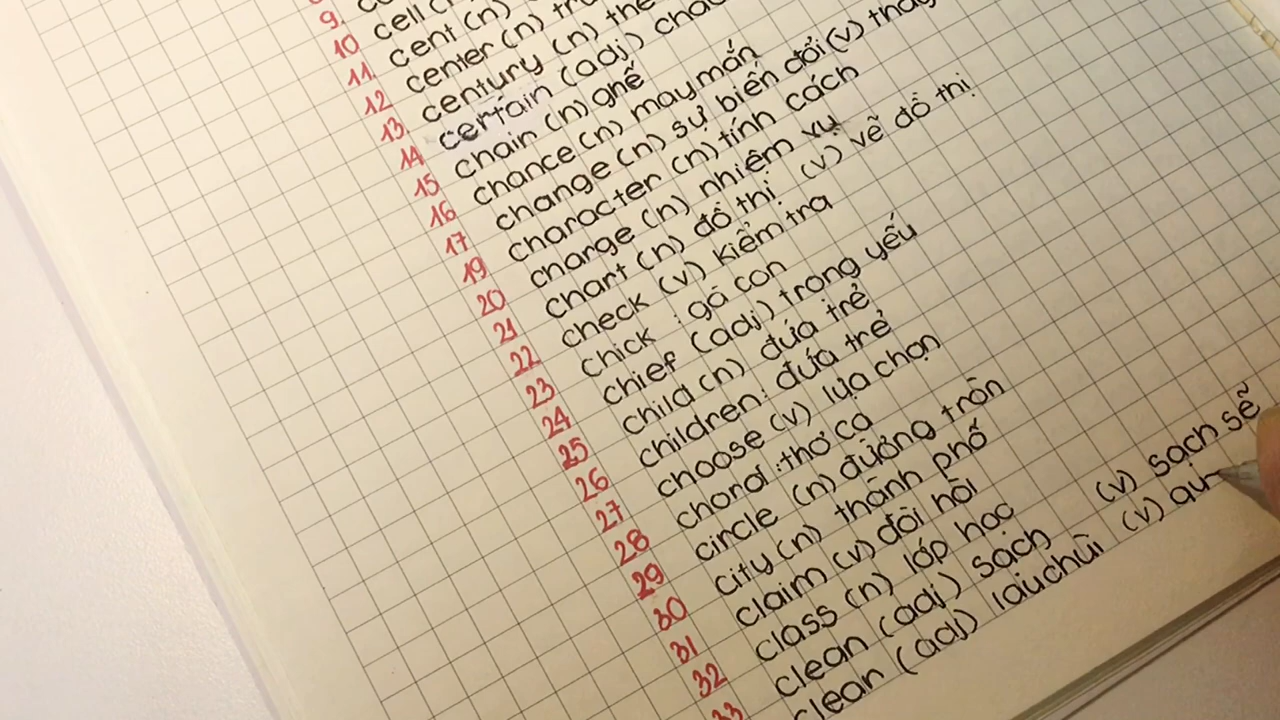 9.
10 cell
11. cent (n)
12 center (n)
13. century (n) thế
14 certain (adj)
15 chain (n) ghế
16 chance (n) may mắn
17 change (n) sự biến đổi (v) thay
19 character (n) tính cách
20 charge (n) nhiệm vụ
21 chart (n) đồ thị (v) vẽ đồ thị
22 check (v) kiểm tra
23 chick : gà con
24 chief (adj) trọng yếu
25 child (n) đứa trẻ
26 children: đứa trẻ
27 choose (v) lựa chọn
28 choral : thơ ca
29 circle (n) đường tròn
30 city (n) thành phố
31 claim (v) đòi hỏi
32 class (n) lớp học
33 clean (adj) sạch (v) sạch sẽ
clean (adj) lau chùi (v)